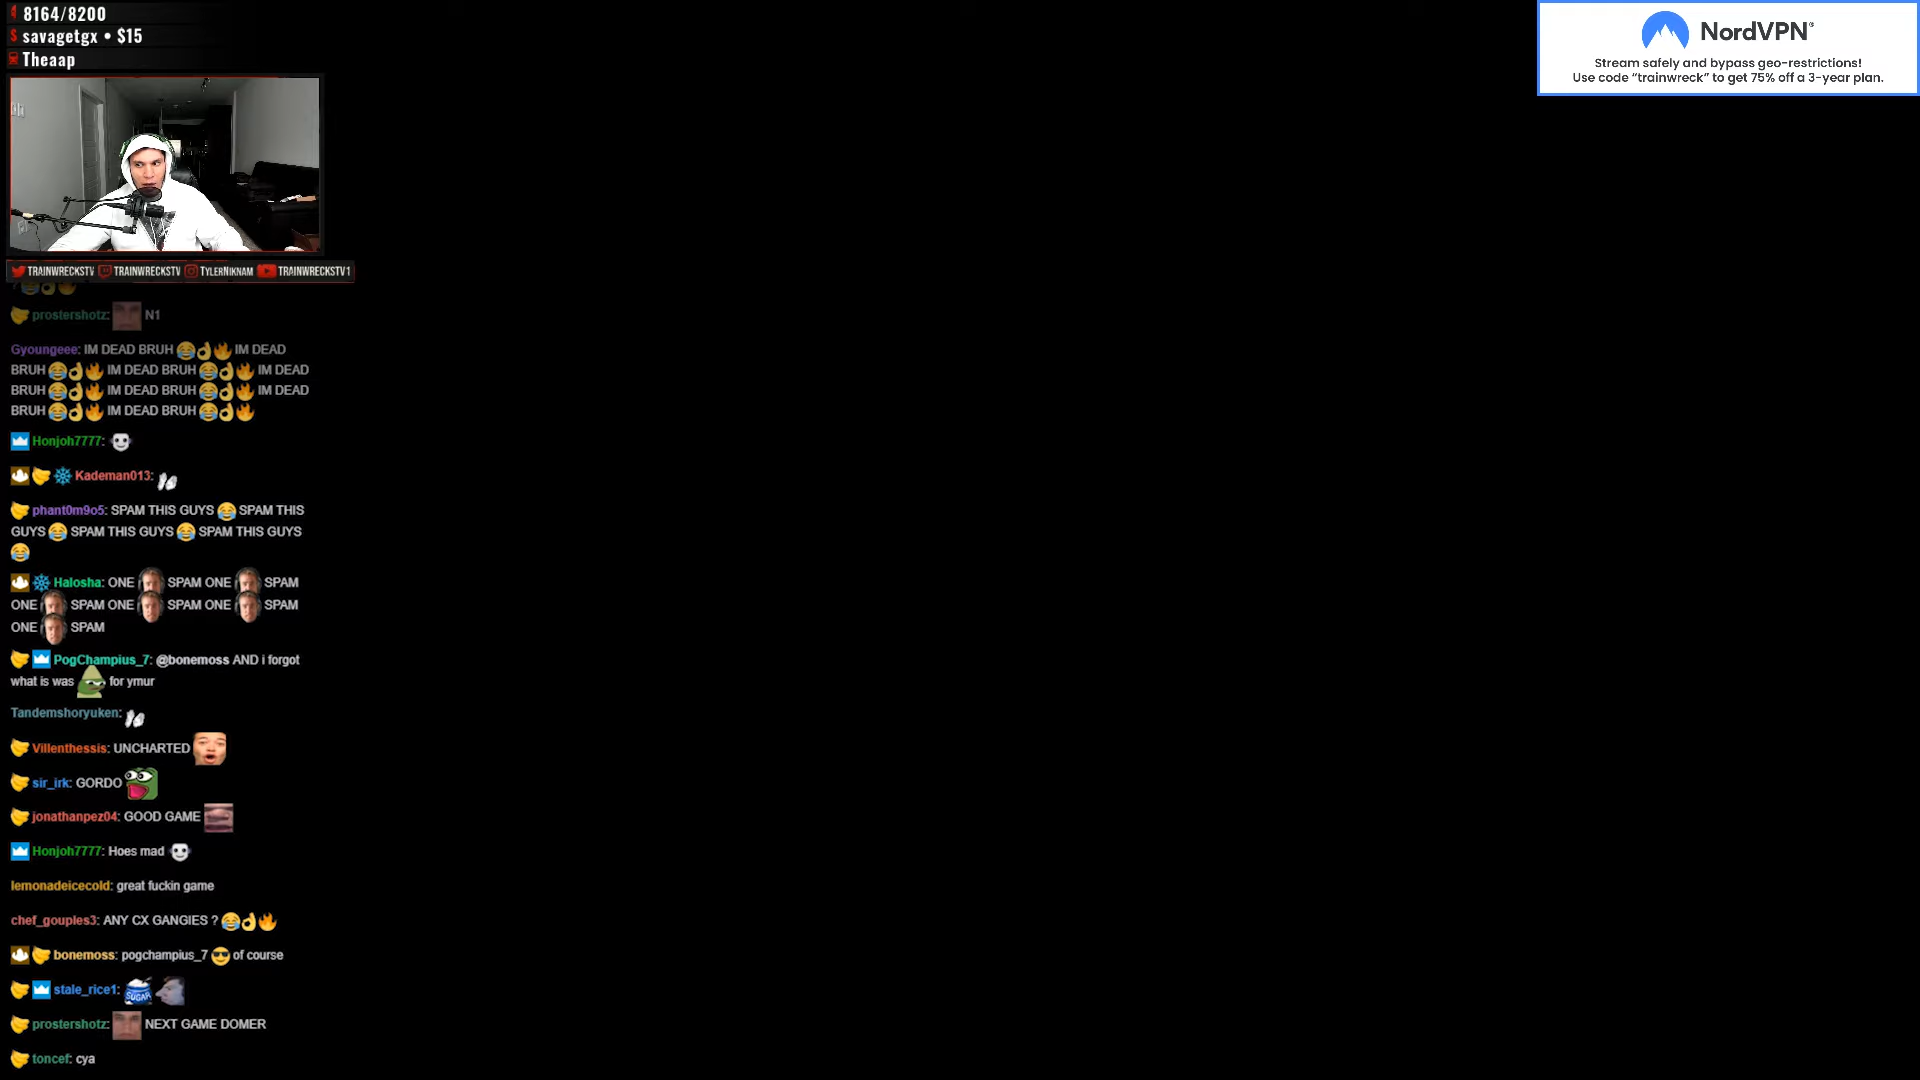 8164/8200
savagetgx • $15
Theaap
NordVPN®
Stream safely and bypass geo-restrictions!
Use code “trainwreck” to get 75% off a 3-year plan.
TRAINWRECKSTV TRAINWRECKSTV TYLERNIKNAM TRAINWRECKSTV1
prostershotz: N1
Gyoungeee: IM DEAD BRUH 😂👌🔥 IM DEAD
BRUH 😂👌🔥 IM DEAD BRUH 😂👌🔥 IM DEAD
BRUH 😂👌🔥 IM DEAD BRUH 😂👌🔥 IM DEAD
BRUH 😂👌🔥 IM DEAD BRUH 😂👌🔥
Honjoh7777:
Kademan013:
phant0m9o5: SPAM THIS GUYS 😂 SPAM THIS
GUYS 😂 SPAM THIS GUYS 😂 SPAM THIS GUYS
😂
Halosha: ONE SPAM ONE SPAM
ONE SPAM ONE SPAM ONE SPAM
ONE SPAM
PogChampius_7: @bonemoss AND i forgot
what is was for ymur
Tandemshoryuken:
Villenthessis: UNCHARTED
sir_irk: GORDO
jonathanpez04: GOOD GAME
Honjoh7777: Hoes mad
lemonadeicecold: great fuckin game
chef_gouples3: ANY CX GANGIES ? 😂👌🔥
bonemoss: pogchampius_7 😎 of course
stale_rice1: SUGAR
prostershotz: NEXT GAME DOMER
toncef: cya